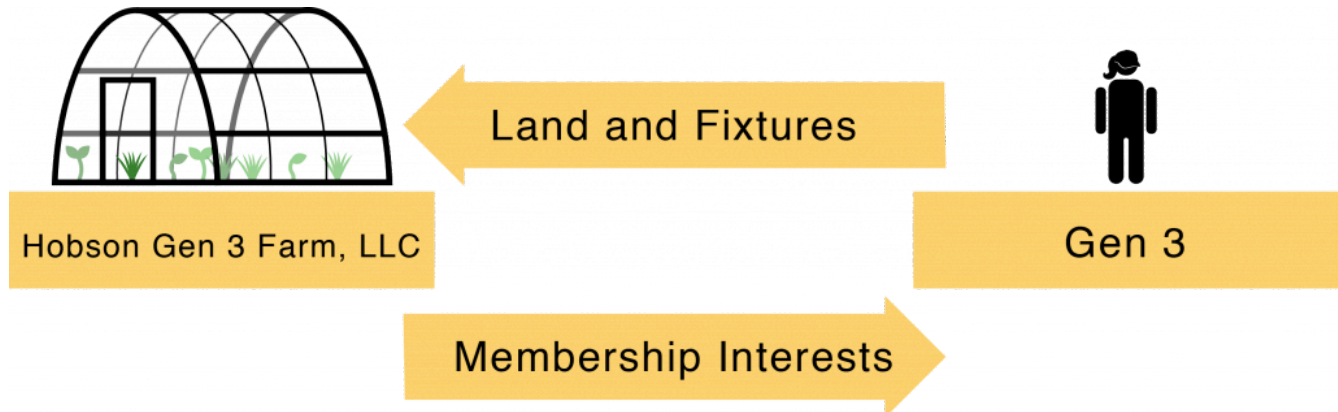 Land and Fixtures
Hobson Gen 3 Farm, LLC
Gen 3
Membership Interests